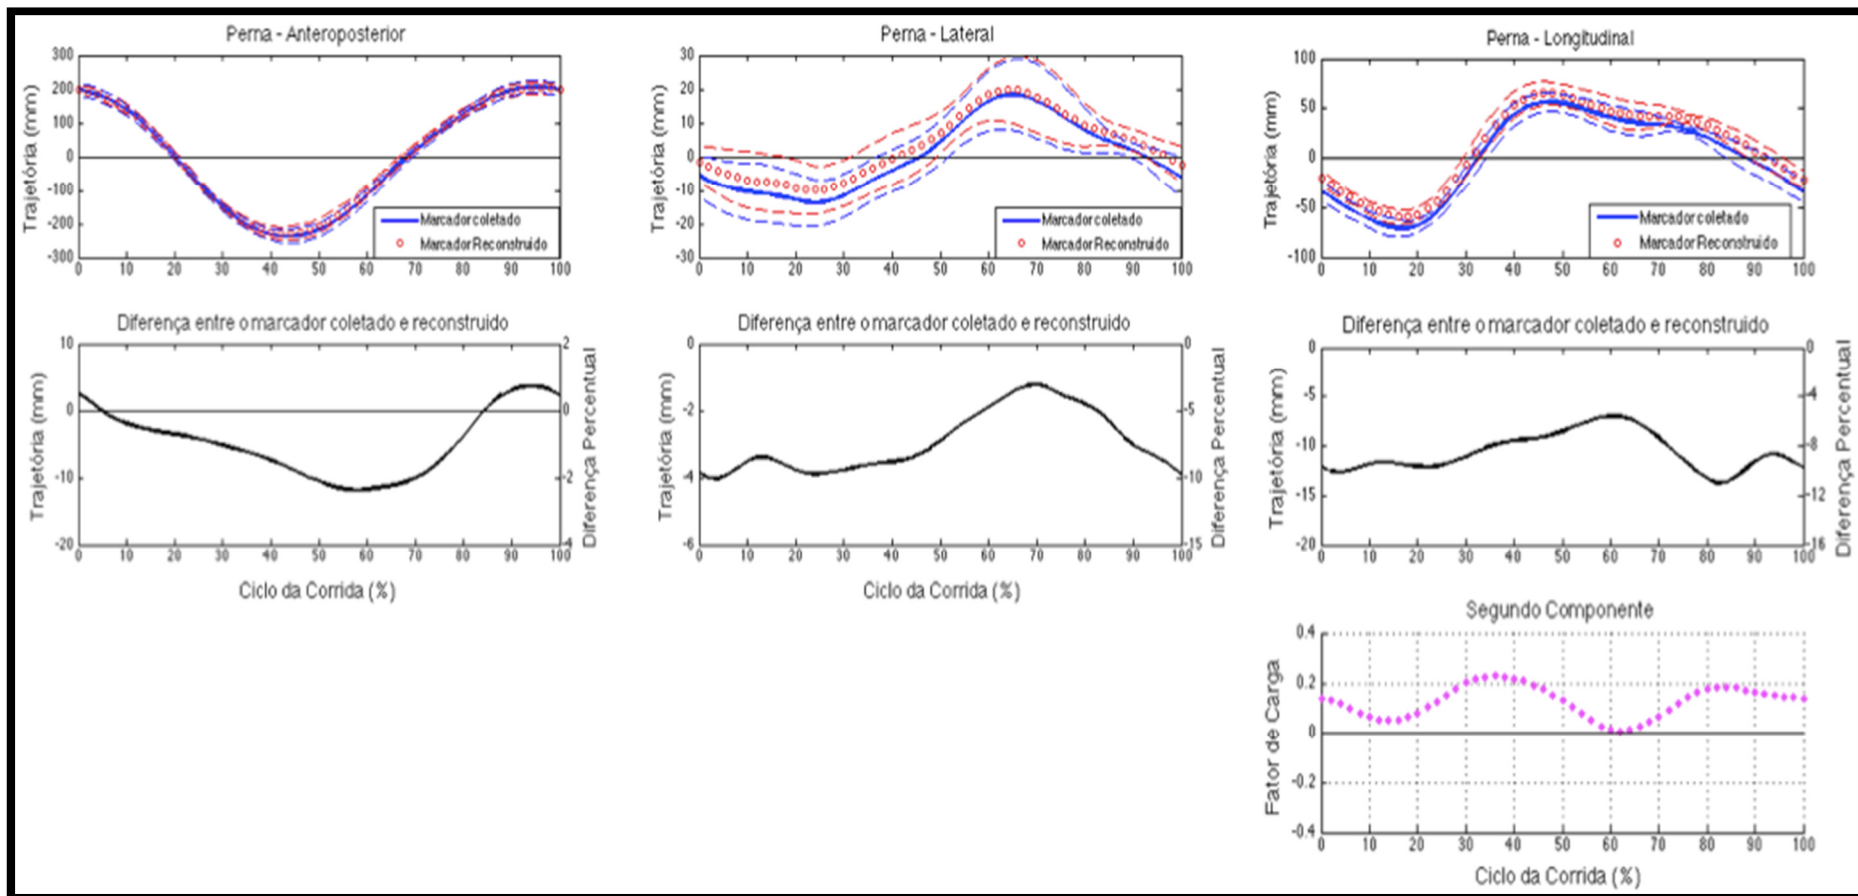 Perna - Anteroposterior
Trajetória (mm)
300
200
100
0
-100
-200
-300
0 10 20 30 40 50 60 70 80 90 100
Marcador coletado
Marcador Reconstruído
Perna - Lateral
Trajetória (mm)
30
20
10
0
-10
-20
-30
0 10 20 30 40 50 60 70 80 90 100
Marcador coletado
Marcador Reconstruído
Perna - Longitudinal
Trajetória (mm)
100
50
0
-50
-100
0 10 20 30 40 50 60 70 80 90 100
Marcador coletado
Marcador Reconstruído
Diferença entre o marcador coletado e reconstruido
Trajetória (mm)
10
0
-10
-20
2
0
-2
-4
Diferença Percentual
0 10 20 30 40 50 60 70 80 90 100
Ciclo da Corrida (%)
Diferença entre o marcador coletado e reconstruido
Trajetória (mm)
0
-2
-4
-6
0
-5
-10
-15
Diferença Percentual
0 10 20 30 40 50 60 70 80 90 100
Ciclo da Corrida (%)
Diferença entre o marcador coletado e reconstruido
Trajetória (mm)
0
-5
-10
-15
-20
0
-4
-8
-12
-16
Diferença Percentual
0 10 20 30 40 50 60 70 80 90 100
Segundo Componente
Fator de Carga
0.4
0.2
0
-0.2
-0.4
0 10 20 30 40 50 60 70 80 90 100
Ciclo da Corrida (%)